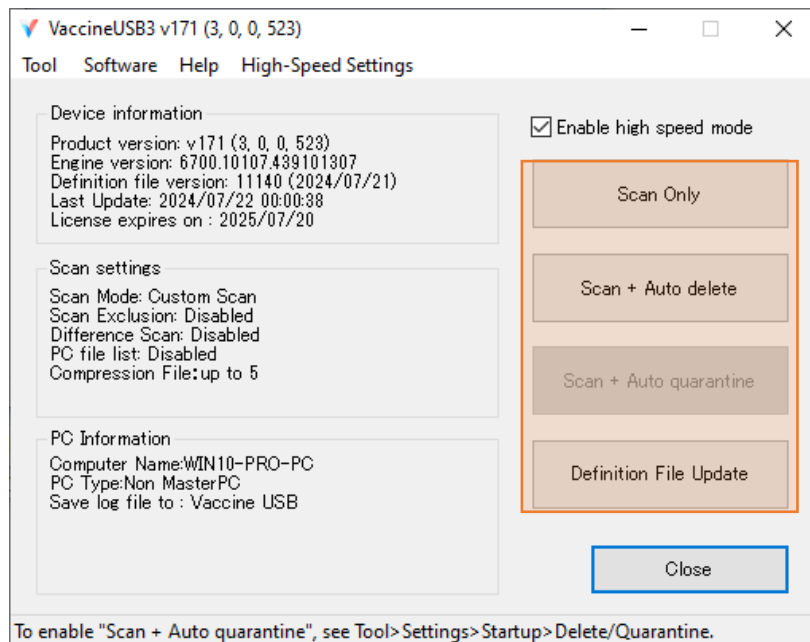 VaccineUSB3 v171 (3, 0, 0, 523)
Tool Software Help High-Speed Settings
Device information
Product version: v171 (3, 0, 0, 523)
Engine version: 6700.10107.439101307
Definition file version: 11140 (2024/07/21)
Last Update: 2024/07/22 00:00:38
License expires on : 2025/07/20
Enable high speed mode
Scan Only
Scan settings
Scan Mode: Custom Scan
Scan Exclusion: Disabled
Difference Scan: Disabled
PC file list: Disabled
Compression File:up to 5
Scan + Auto delete
Scan + Auto quarantine
PC Information
Computer Name:WIN10-PRO-PC
PC Type:Non MasterPC
Save log file to : Vaccine USB
Definition File Update
Close
To enable "Scan + Auto quarantine", see Tool>Settings>Startup>Delete/Quarantine.